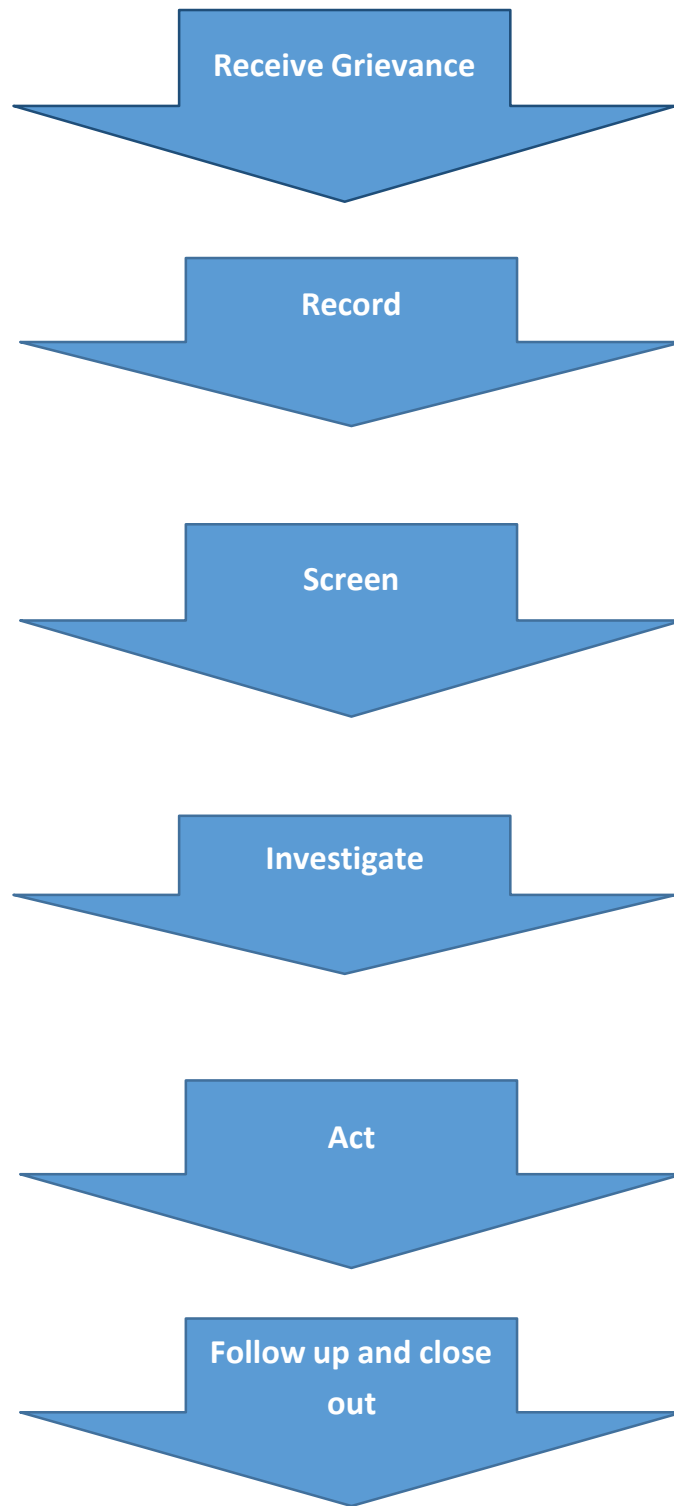 Receive Grievance
Record
Screen
Investigate
Act
Follow up and close
out